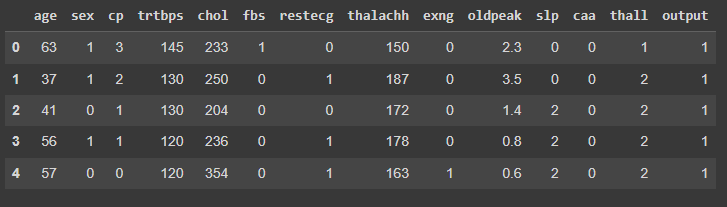 age sex cp trtbps chol fbs restecg thalachh exng oldpeak slp caa thall output
0 63 1 3 145 233 1 0 150 0 2.3 0 0 1 1
1 37 1 2 130 250 0 1 187 0 3.5 0 0 2 1
2 41 0 1 130 204 0 0 172 0 1.4 2 0 2 1
3 56 1 1 120 236 0 1 178 0 0.8 2 0 2 1
4 57 0 0 120 354 0 1 163 1 0.6 2 0 2 1